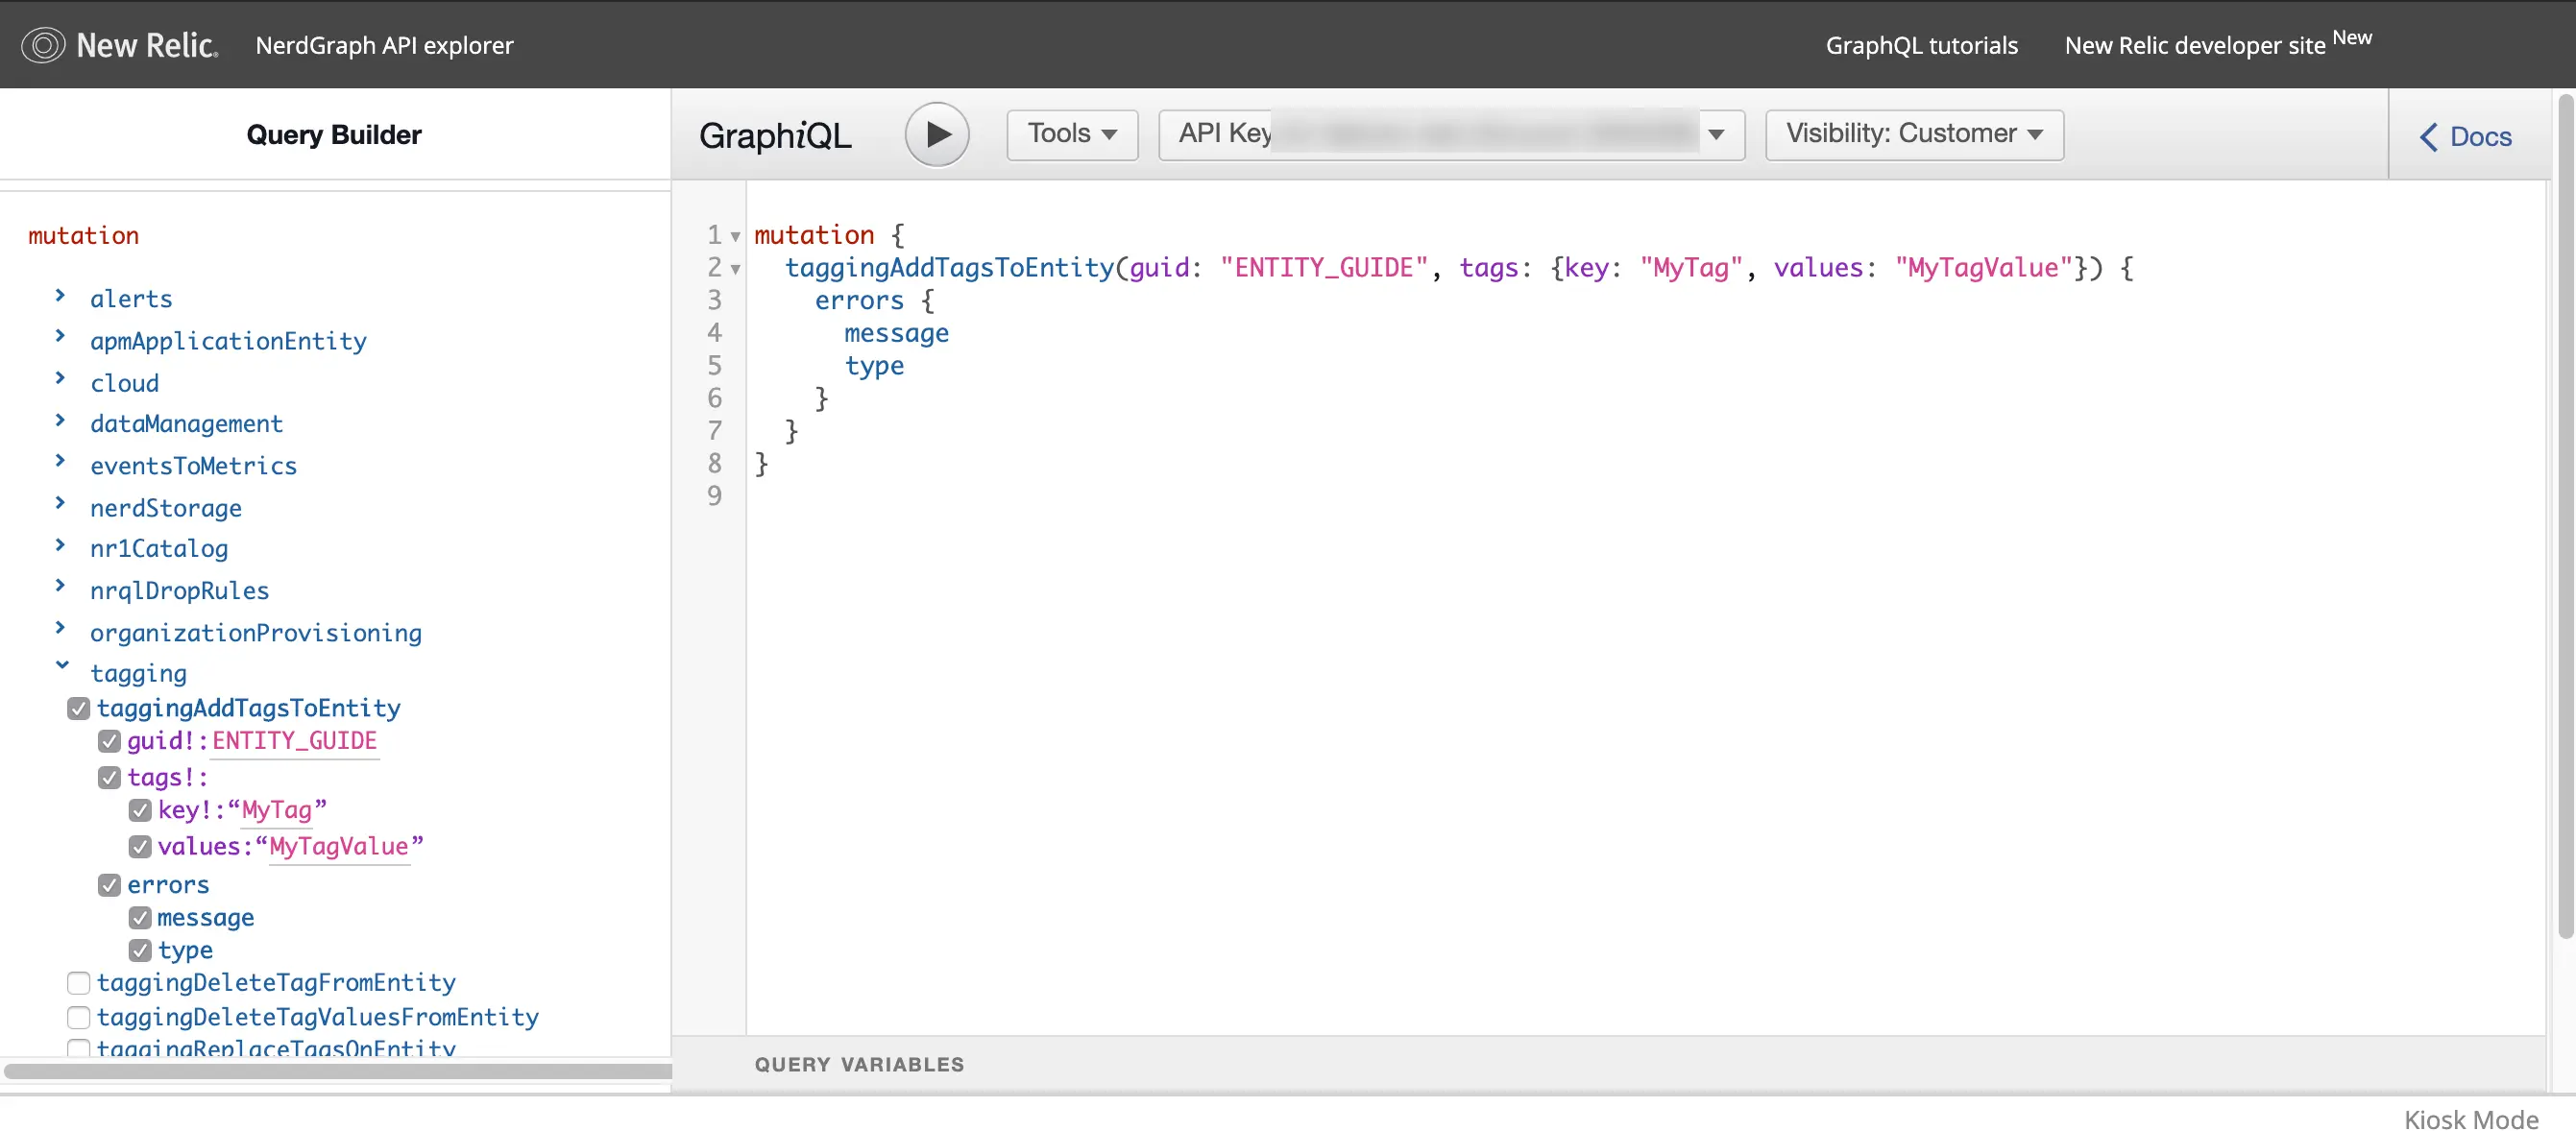 New Relic. NerdGraph API explorer GraphQL tutorials New Relic developer site New
Query Builder
GraphiQL Tools API Key Visibility: Customer Docs
mutation
alerts
apmApplicationEntity
cloud
dataManagement
eventsToMetrics
nerdStorage
nr1Catalog
nrqlDropRules
organizationProvisioning
tagging
taggingAddTagsToEntity
guid!:ENTITY_GUIDE
tags!:
key!:“MyTag”
values:“MyTagValue”
errors
message
type
taggingDeleteTagFromEntity
taggingDeleteTagValuesFromEntity
taggingReplaceTagsOnEntity
1 mutation {
2 taggingAddTagsToEntity(guid: "ENTITY_GUIDE", tags: {key: "MyTag", values: "MyTagValue"}) {
3 errors {
4 message
5 type
6 }
7 }
8 }
9
QUERY VARIABLES
Kiosk Mode